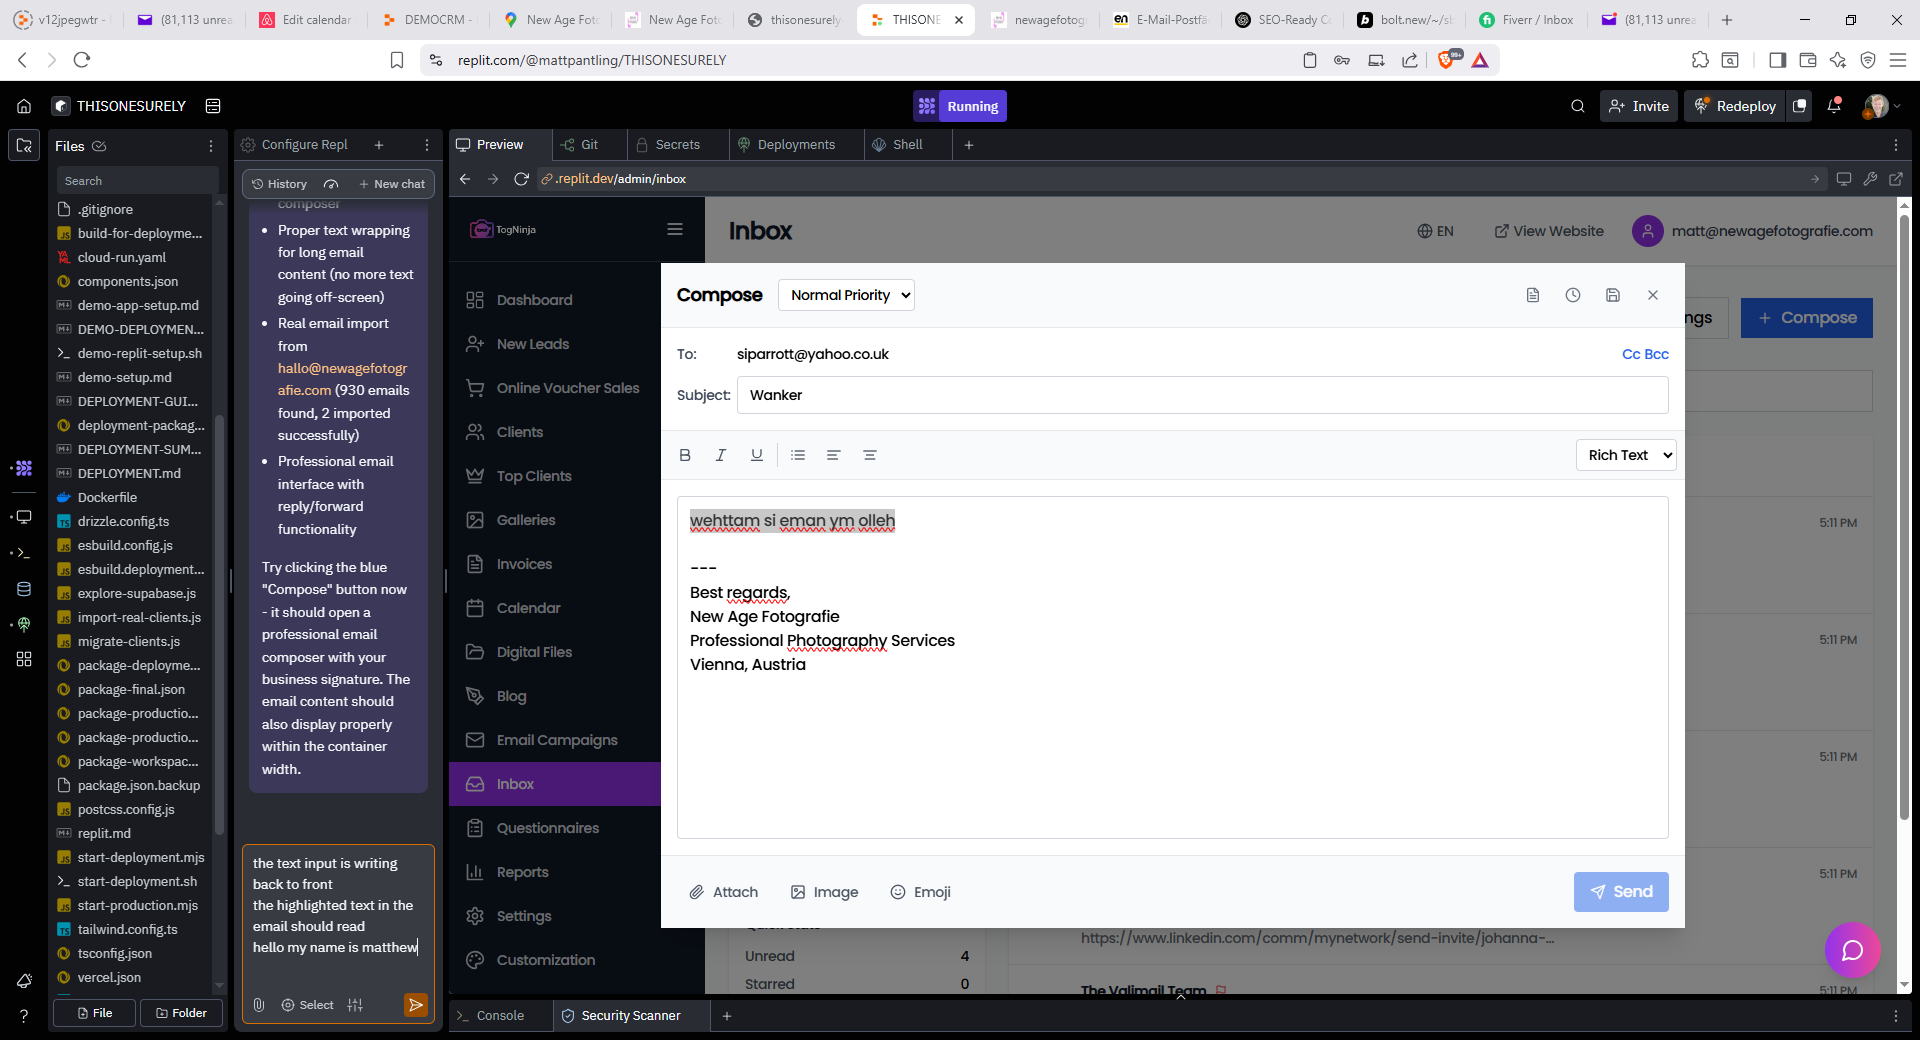 v12jpegwtr -
(81,113 unrea
Edit calendar
DEMOCRM -
New Age Foto
New Age Foto
thisonesurely
THISONE
newagefotog
E-Mail-Postfä
SEO-Ready Co
bolt.new/~/sb
Fiverr / Inbox
(81,113 unrea
replit.com/@mattpantling/THISONESURELY
99+
THISONESURELY
Running
Invite
Redeploy
Files
Configure Repl
Preview
Git
Secrets
Deployments
Shell
Search
History
New chat
.replit.dev/admin/inbox
.gitignore
build-for-deployme...
cloud-run.yaml
components.json
demo-app-setup.md
DEMO-DEPLOYMEN...
demo-replit-setup.sh
demo-setup.md
DEPLOYMENT-GUI...
deployment-packag...
DEPLOYMENT-SUM...
DEPLOYMENT.md
Dockerfile
drizzle.config.ts
esbuild.config.js
esbuild.deployment...
explore-supabase.js
import-real-clients.js
migrate-clients.js
package-deployme...
package-final.json
package-productio...
package-productio...
package-workspac...
package.json.backup
postcss.config.js
replit.md
start-deployment.mjs
start-deployment.sh
start-production.mjs
tailwind.config.ts
tsconfig.json
vercel.json
File
Folder
composer
Proper text wrapping
for long email
content (no more text
going off-screen)
Real email import
from
hallo@newagefotogr
afie.com (930 emails
found, 2 imported
successfully)
Professional email
interface with
reply/forward
functionality
Try clicking the blue
"Compose" button now
- it should open a
professional email
composer with your
business signature. The
email content should
also display properly
within the container
width.
the text input is writing
back to front
the highlighted text in the
email should read
hello my name is matthew
Select
TogNinja
Dashboard
New Leads
Online Voucher Sales
Clients
Top Clients
Galleries
Invoices
Calendar
Digital Files
Blog
Email Campaigns
Inbox
Questionnaires
Reports
Settings
Customization
Inbox
EN
View Website
matt@newagefotografie.com
ngs
Compose
Compose
Normal Priority
To:
siparrott@yahoo.co.uk
Cc Bcc
Subject:
Wanker
Rich Text
wehttam si eman ym olleh
---
Best regards,
New Age Fotografie
Professional Photography Services
Vienna, Austria
Attach
Image
Emoji
Send
5:11 PM
5:11 PM
5:11 PM
5:11 PM
https://www.linkedin.com/comm/mynetwork/send-invite/johanna-...
Unread
4
Starred
0
The Valimail Team
5:11 PM
Console
Security Scanner